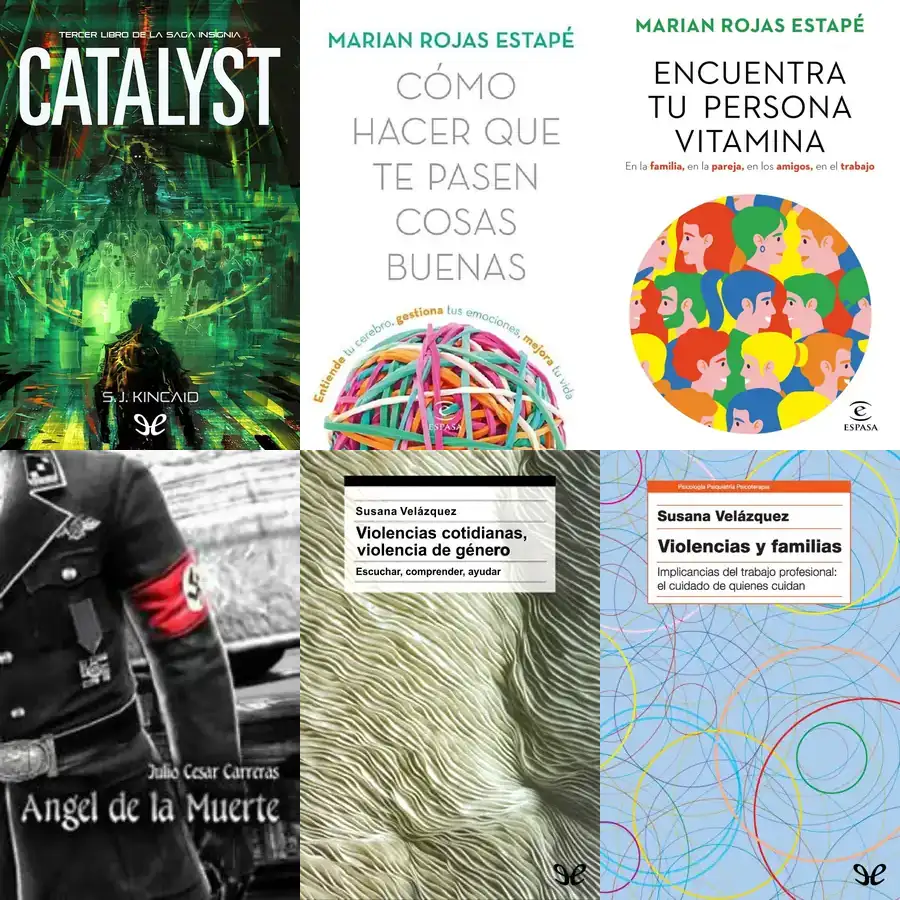 TERCER LIBRO DE LA SAGA INSIGNIA
CATALYST
S.J. KINCAID
MARIAN ROJAS ESTAPÉ
CÓMO
HACER QUE
TE PASEN
COSAS
BUENAS
Entiende tu cerebro, gestiona tus emociones, mejora tu vida
ESPASA
MARIAN ROJAS ESTAPÉ
ENCUENTRA
TU PERSONA
VITAMINA
En la familia, en la pareja, en los amigos, en el trabajo
ESPASA
Julio Cesar Carreras
Angel de la Muerte
Susana Velázquez
Violencias cotidianas,
violencia de género
Escuchar, comprender, ayudar
Psicología Psiquiatría Psicoterapia
Susana Velázquez
Violencias y familias
Implicancias del trabajo profesional:
el cuidado de quienes cuidan